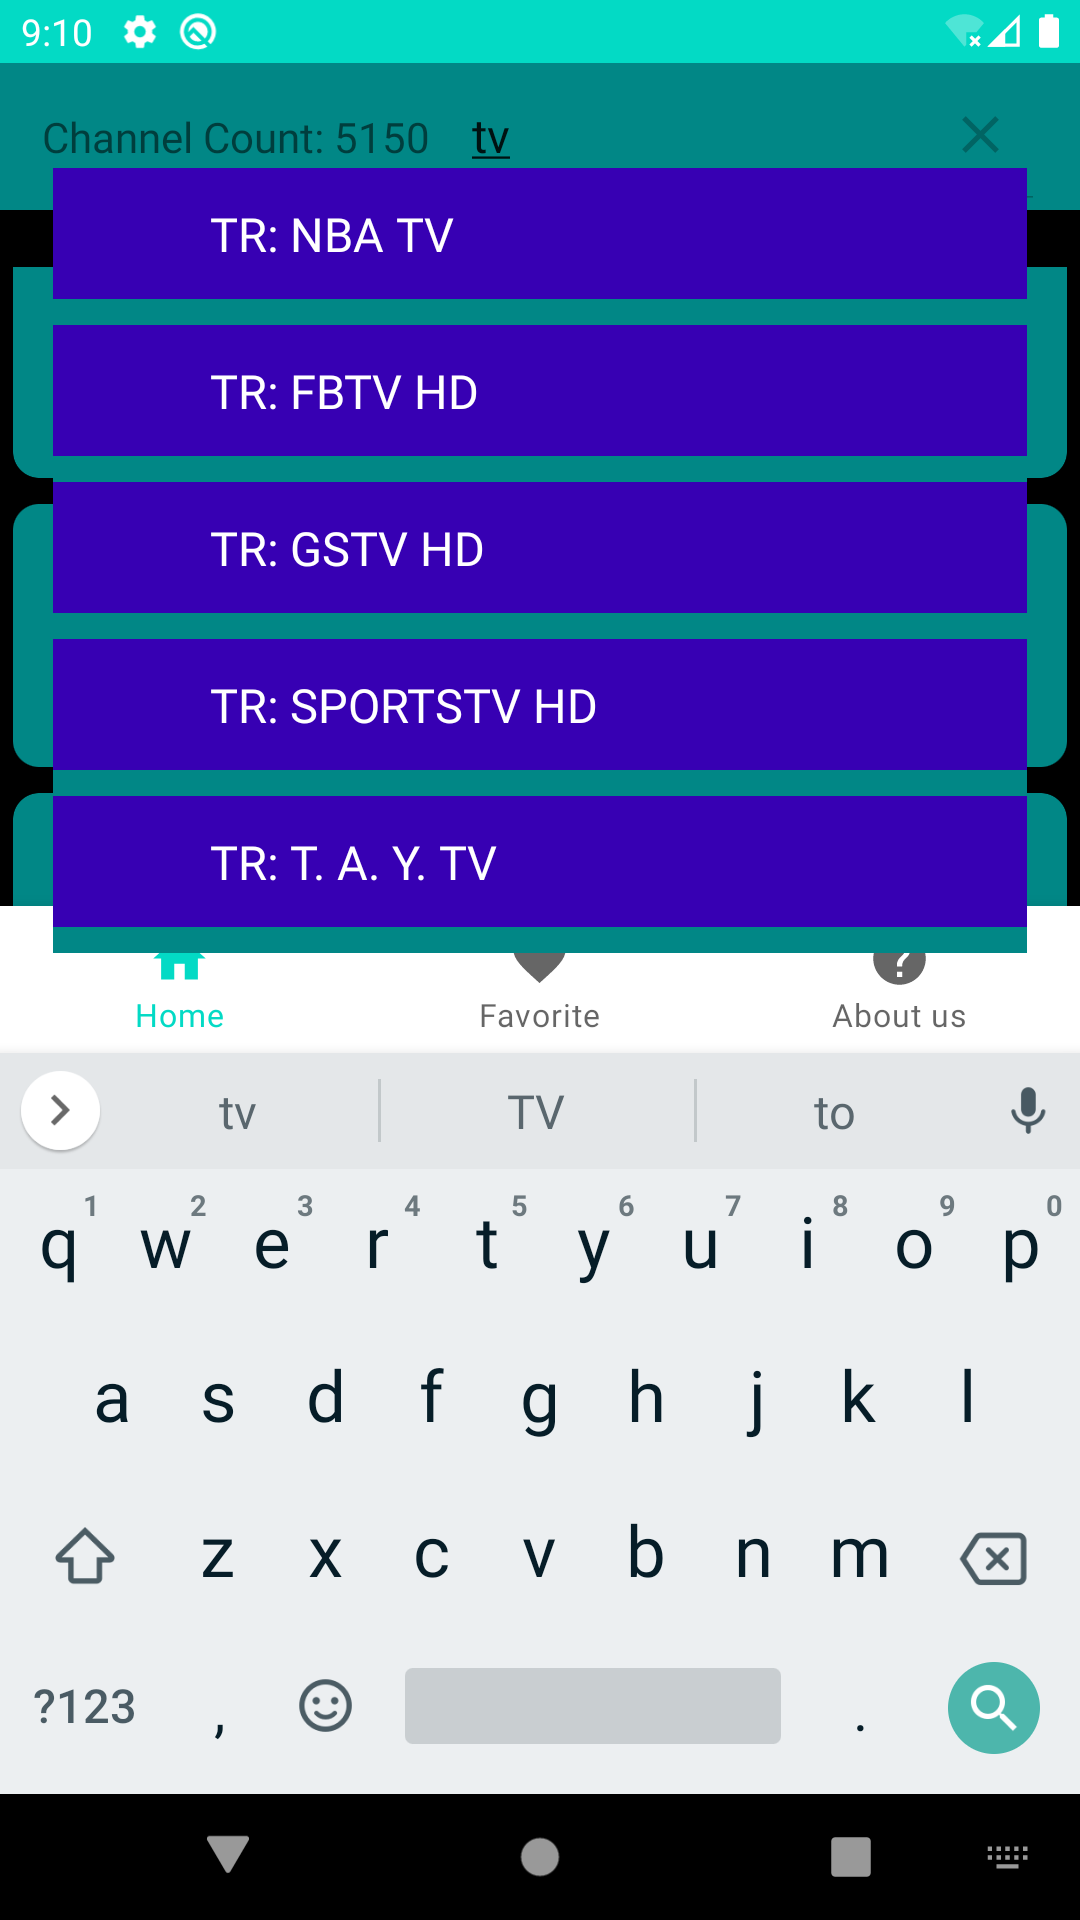 9:10
Channel Count: 5150 tv
TR: NBA TV
TR: FBTV HD
TR: GSTV HD
TR: SPORTSTV HD
TR: T. A. Y. TV
Home Favorite About us
tv TV to
1 2 3 4 5 6 7 8 9 0
q w e r t y u i o p
a s d f g h j k l
z x c v b n m
?123 , .